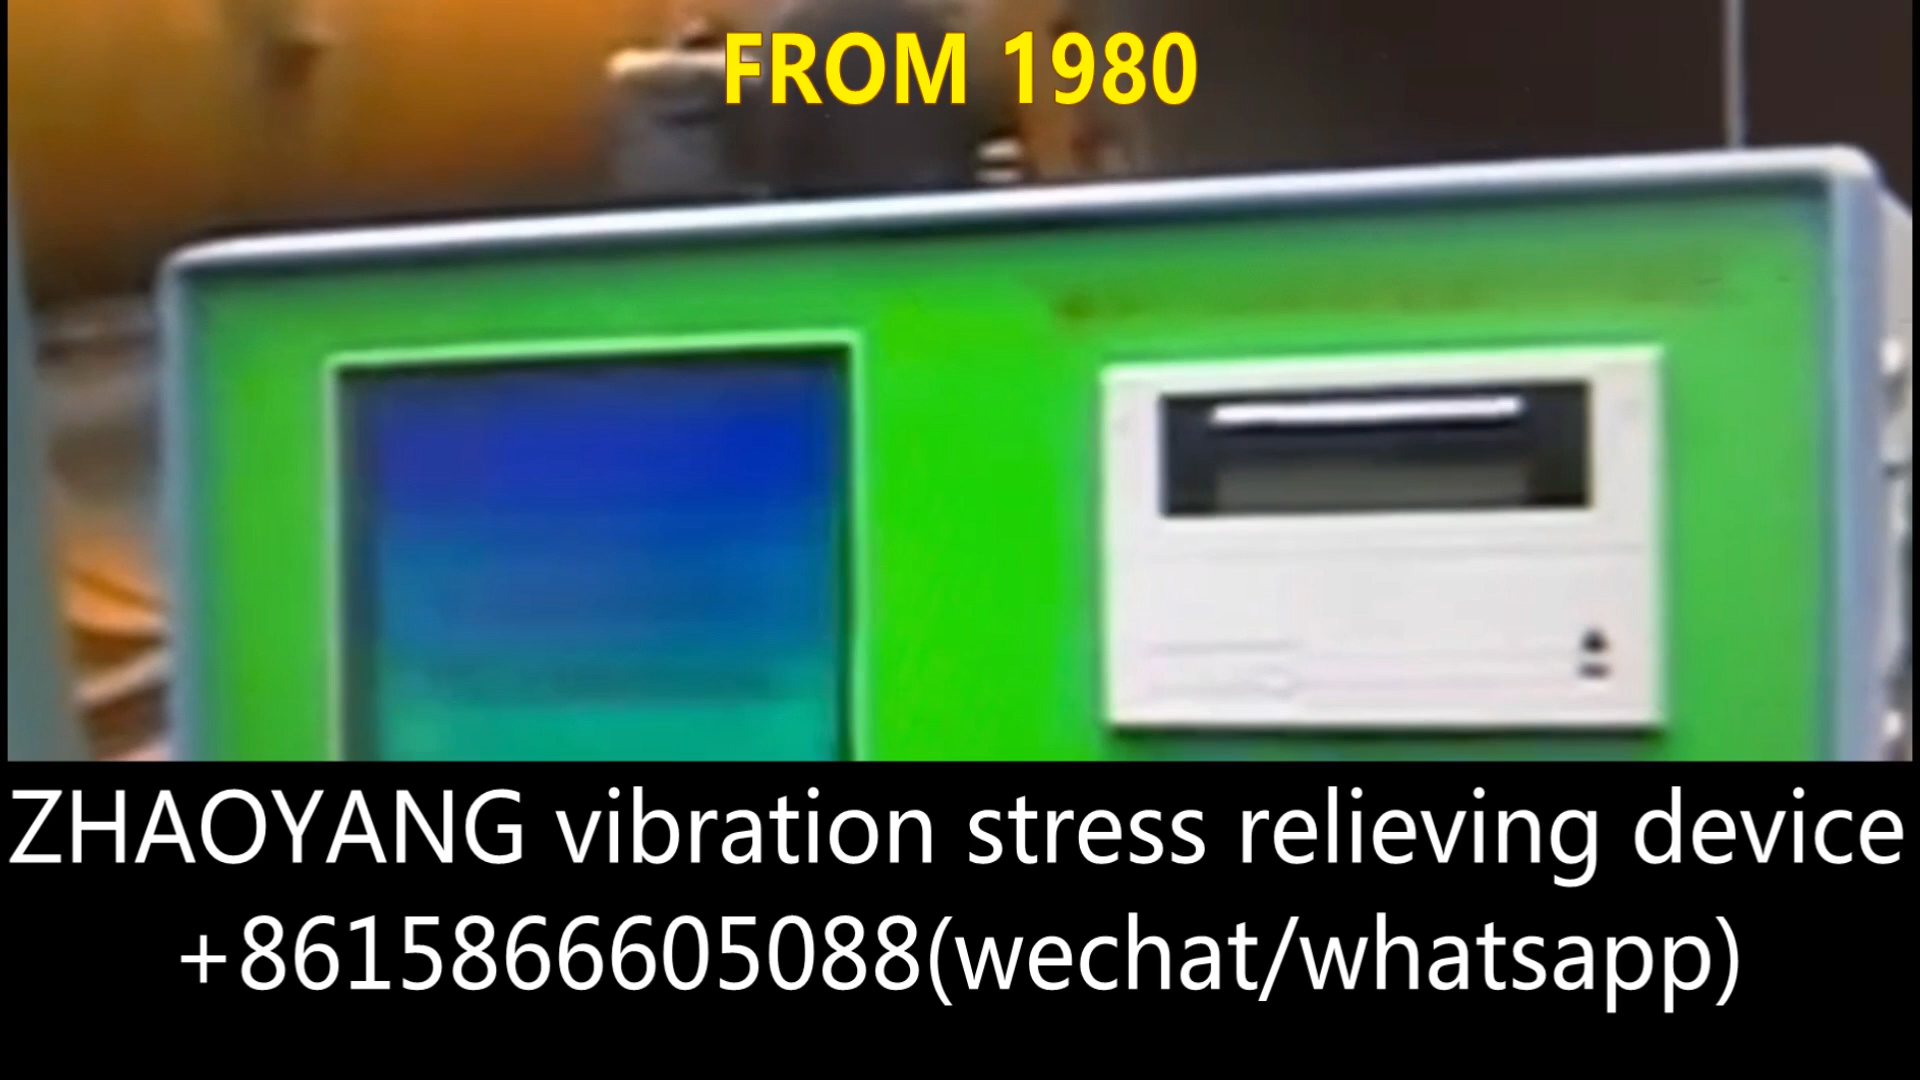 FROM 1980
ZHAOYANG vibration stress relieving device
+8615866605088(wechat/whatsapp)